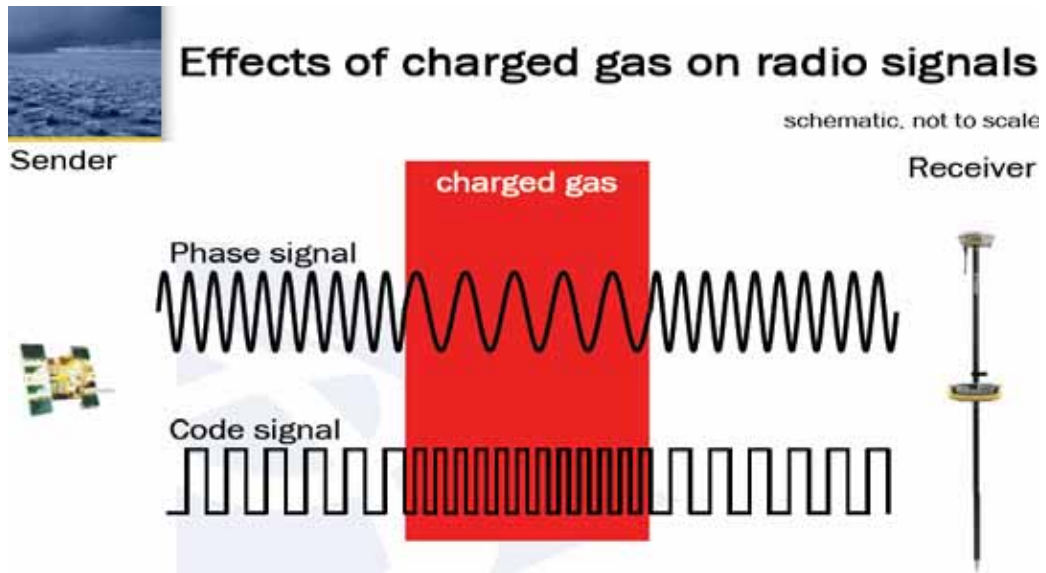 Effects of charged gas on radio signals
schematic, not to scale
Sender
Receiver
charged gas
Phase signal
Code signal